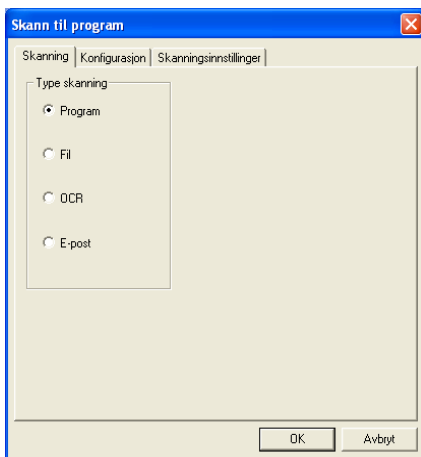 Skann til program
Skanning Konfigurasjon Skanningsinnstillinger
Type skanning
Program
Fil
OCR
E-post
OK Avbryt